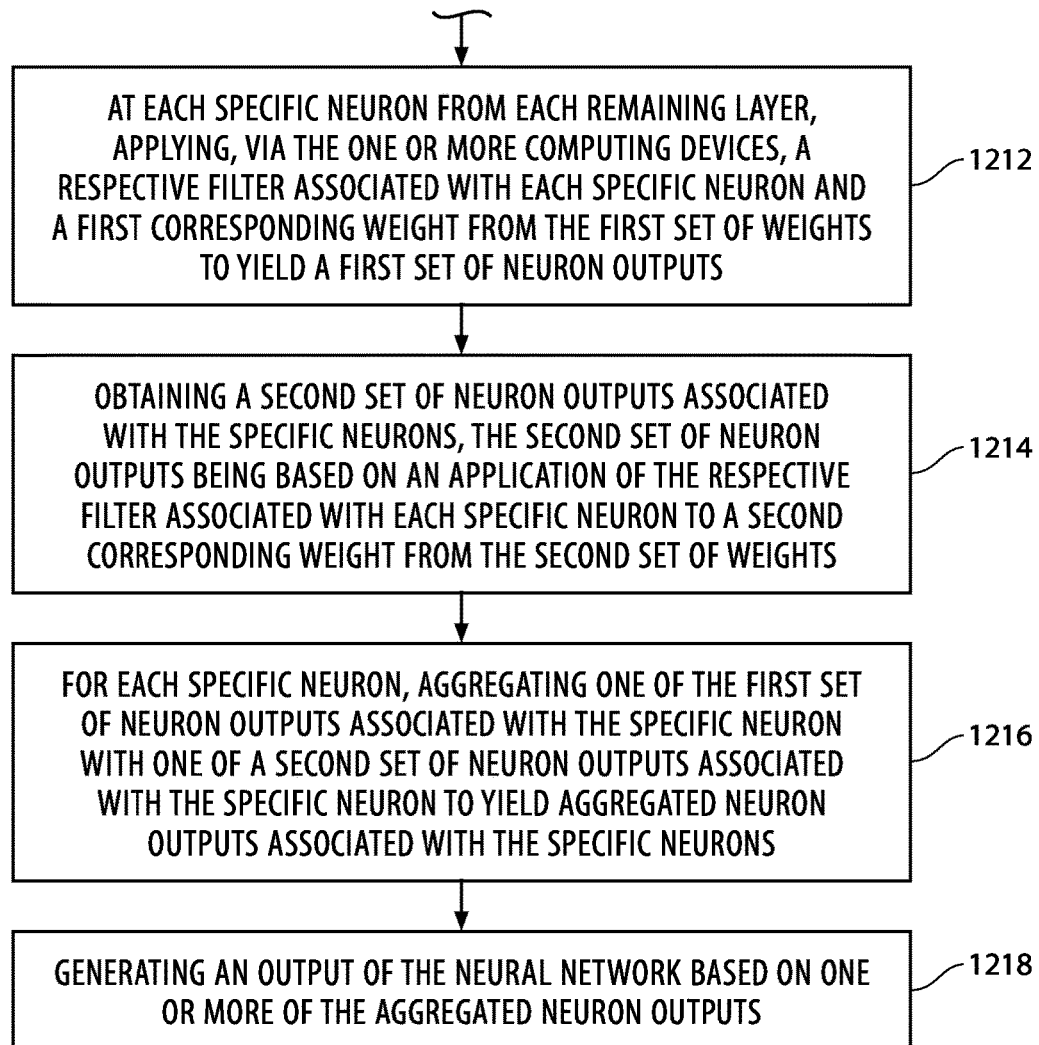 AT EACH SPECIFIC NEURON FROM EACH REMAINING LAYER,
APPLYING, VIA THE ONE OR MORE COMPUTING DEVICES, A
RESPECTIVE FILTER ASSOCIATED WITH EACH SPECIFIC NEURON AND
A FIRST CORRESPONDING WEIGHT FROM THE FIRST SET OF WEIGHTS
TO YIELD A FIRST SET OF NEURON OUTPUTS
1212
OBTAINING A SECOND SET OF NEURON OUTPUTS ASSOCIATED
WITH THE SPECIFIC NEURONS, THE SECOND SET OF NEURON
OUTPUTS BEING BASED ON AN APPLICATION OF THE RESPECTIVE
FILTER ASSOCIATED WITH EACH SPECIFIC NEURON TO A SECOND
CORRESPONDING WEIGHT FROM THE SECOND SET OF WEIGHTS
1214
FOR EACH SPECIFIC NEURON, AGGREGATING ONE OF THE FIRST SET
OF NEURON OUTPUTS ASSOCIATED WITH THE SPECIFIC NEURON
WITH ONE OF A SECOND SET OF NEURON OUTPUTS ASSOCIATED
WITH THE SPECIFIC NEURON TO YIELD AGGREGATED NEURON
OUTPUTS ASSOCIATED WITH THE SPECIFIC NEURONS
1216
GENERATING AN OUTPUT OF THE NEURAL NETWORK BASED ON ONE
OR MORE OF THE AGGREGATED NEURON OUTPUTS
1218